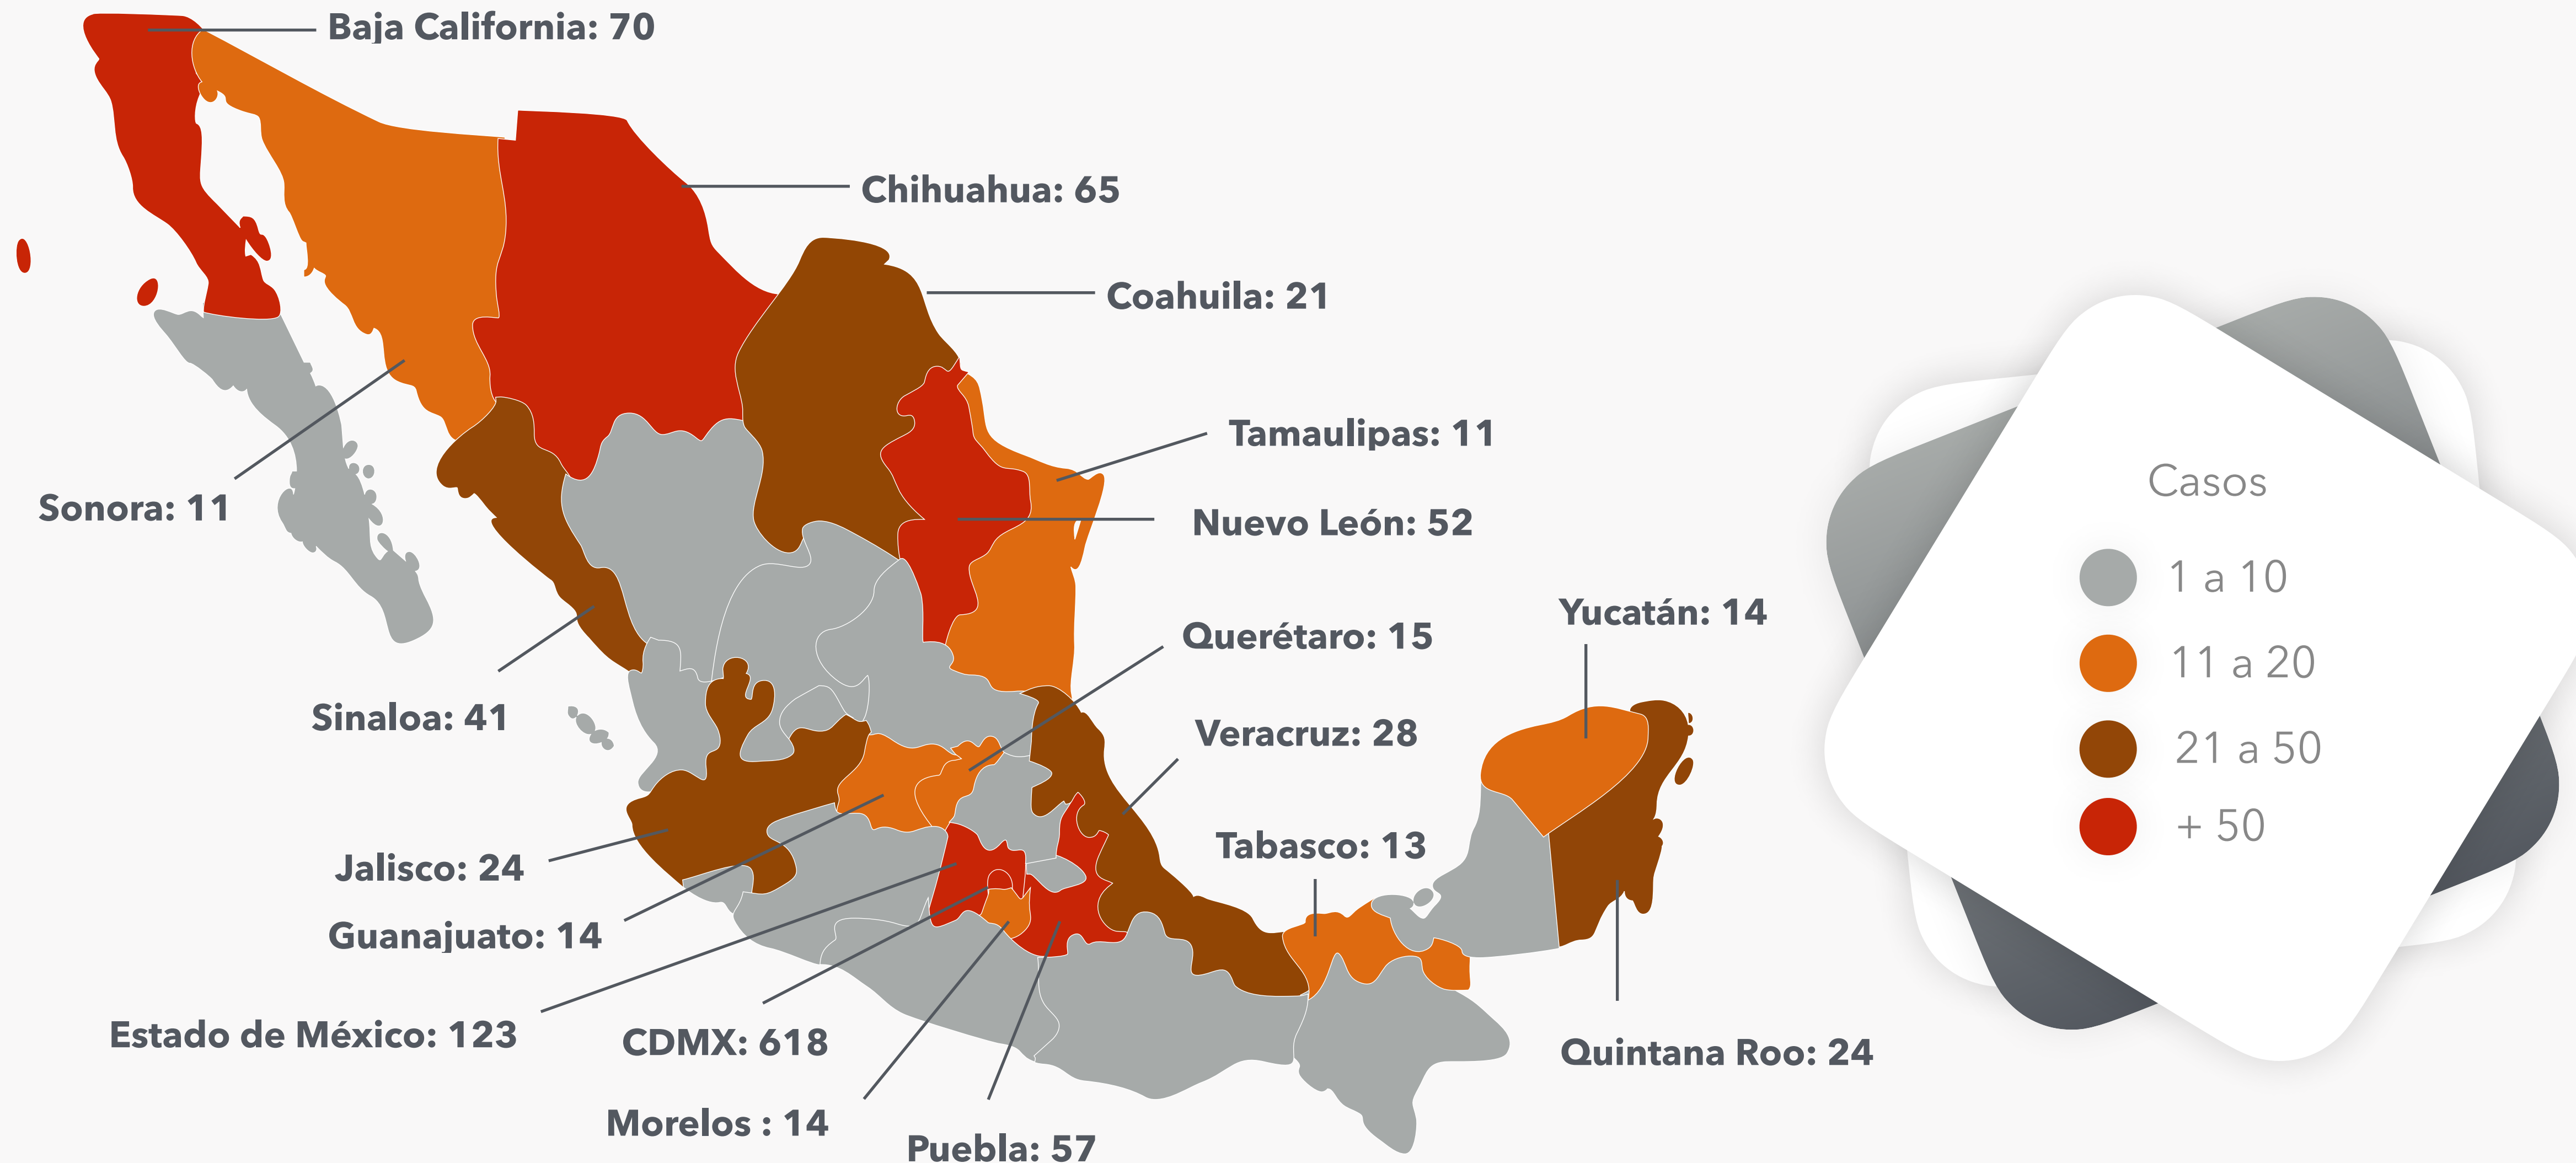 Baja California: 70
Chihuahua: 65
Coahuila: 21
Tamaulipas: 11
Sonora: 11
Nuevo León: 52
Yucatán: 14
Querétaro: 15
Sinaloa: 41
Veracruz: 28
Tabasco: 13
Jalisco: 24
Guanajuato: 14
Estado de México: 123
CDMX: 618
Quintana Roo: 24
Morelos : 14
Puebla: 57
Casos
1 a 10
11 a 20
21 a 50
+ 50